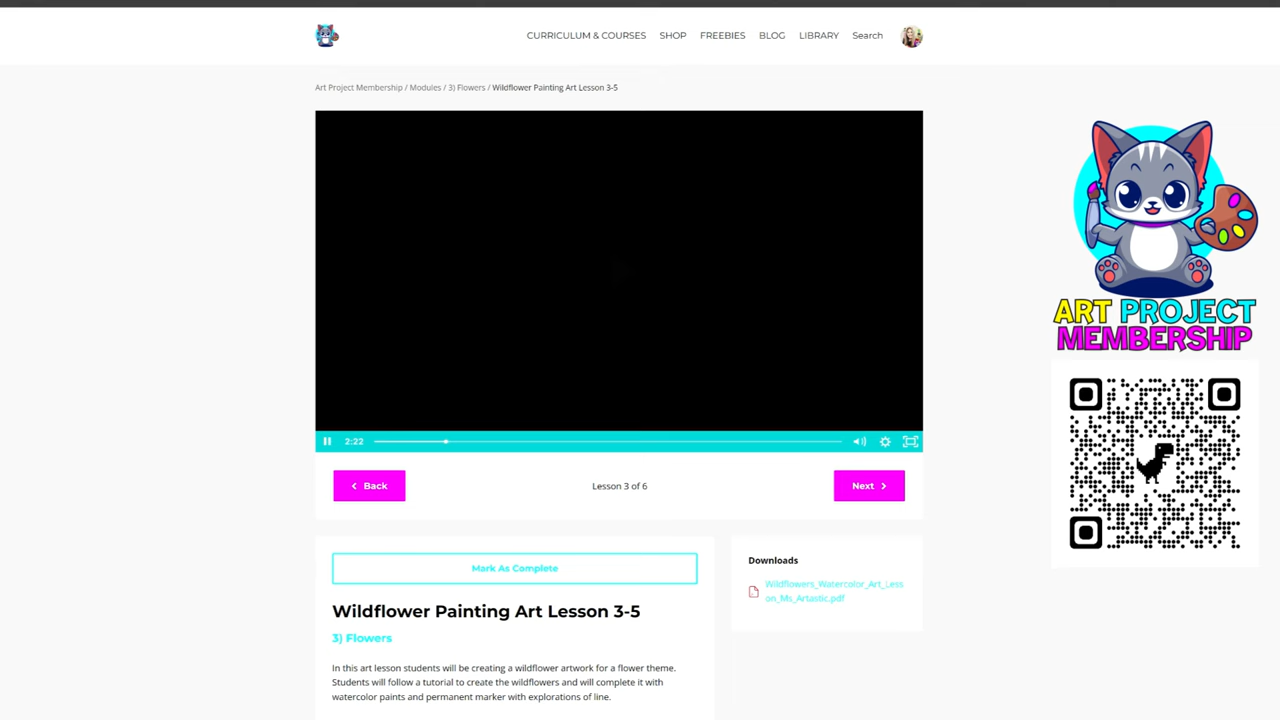 CURRICULUM & COURSES SHOP FREEBIES BLOG LIBRARY Search
Art Project Membership / Modules / 3) Flowers / Wildflower Painting Art Lesson 3-5
ART PROJECT
MEMBERSHIP
2:22
Back
Lesson 3 of 6
Next
Mark As Complete
Wildflower Painting Art Lesson 3-5
3) Flowers
In this art lesson students will be creating a wildflower artwork for a flower theme.
Students will follow a tutorial to create the wildflowers and will complete it with
watercolor paints and permanent marker with explorations of line.
Downloads
Wildflowers_Watercolor_Art_Less
on_Ms_Artastic.pdf